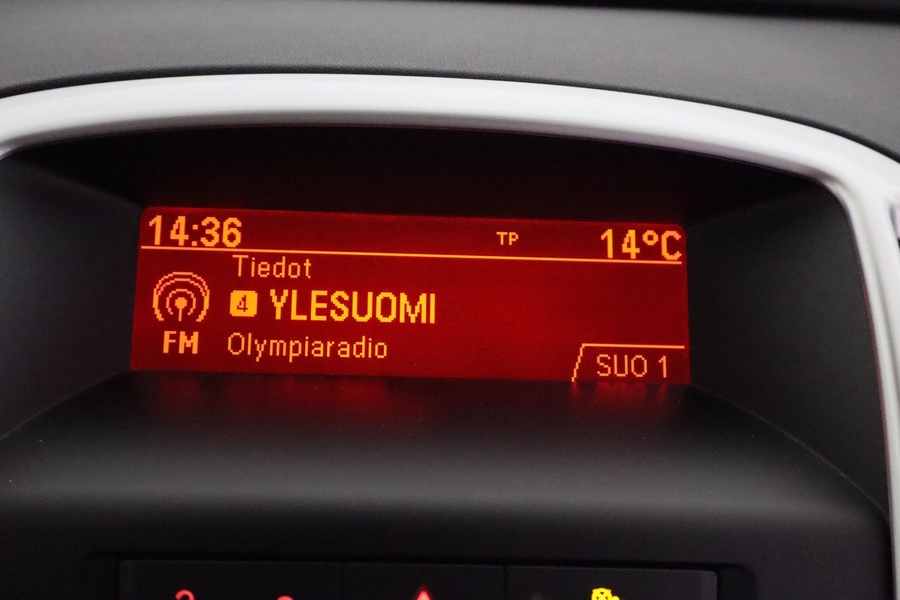 14:36 TP 14°C
Tiedot
4 YLESUOMI
FM Olympiaradio
SUO 1